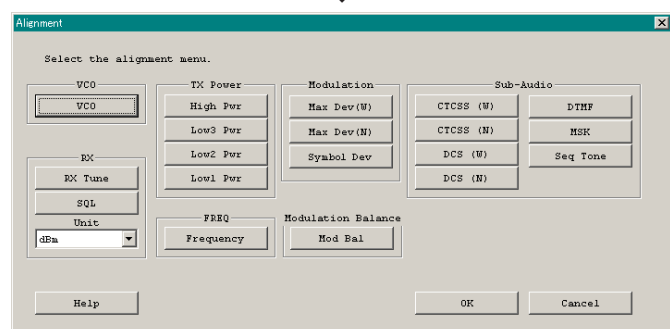 Alignment
Select the alignment menu.
VCO
VCO
TX Power
High Pwr
Low3 Pwr
Low2 Pwr
Low1 Pwr
Modulation
Max Dev(W)
Max Dev(N)
Symbol Dev
Sub-Audio
CTCSS (W)
DTMF
CTCSS (N)
MSK
DCS (W)
Seq Tone
DCS (N)
RX
RX Tune
SQL
Unit
dBm
FREQ
Frequency
Modulation Balance
Mod Bal
Help
OK
Cancel